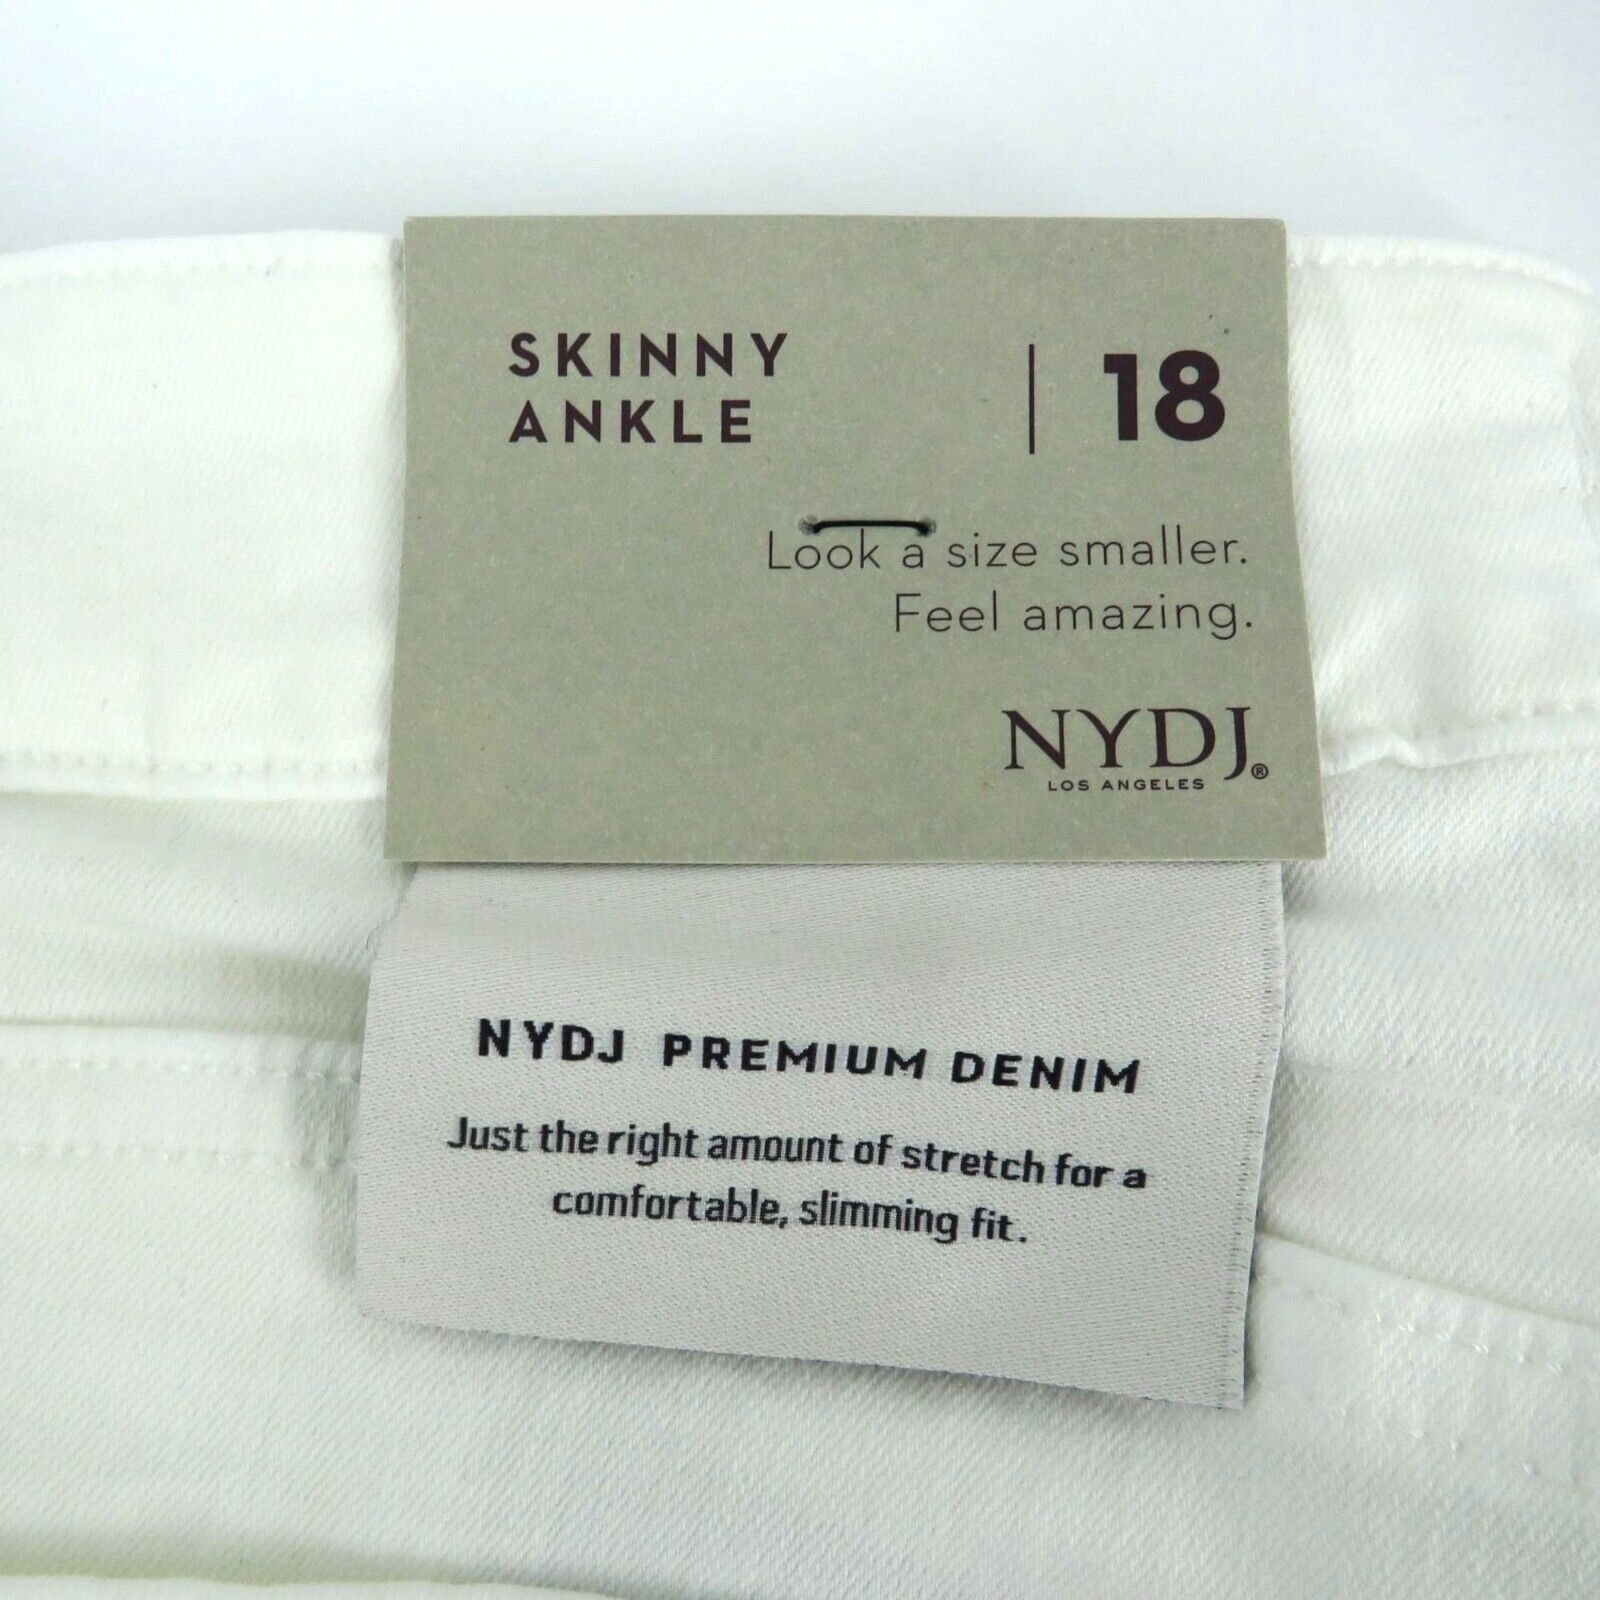 SKINNY
ANKLE
18
Look a size smaller.
Feel amazing.
NYDJ®
LOS ANGELES
NYDJ PREMIUM DENIM
Just the right amount of stretch for a
comfortable, slimming fit.